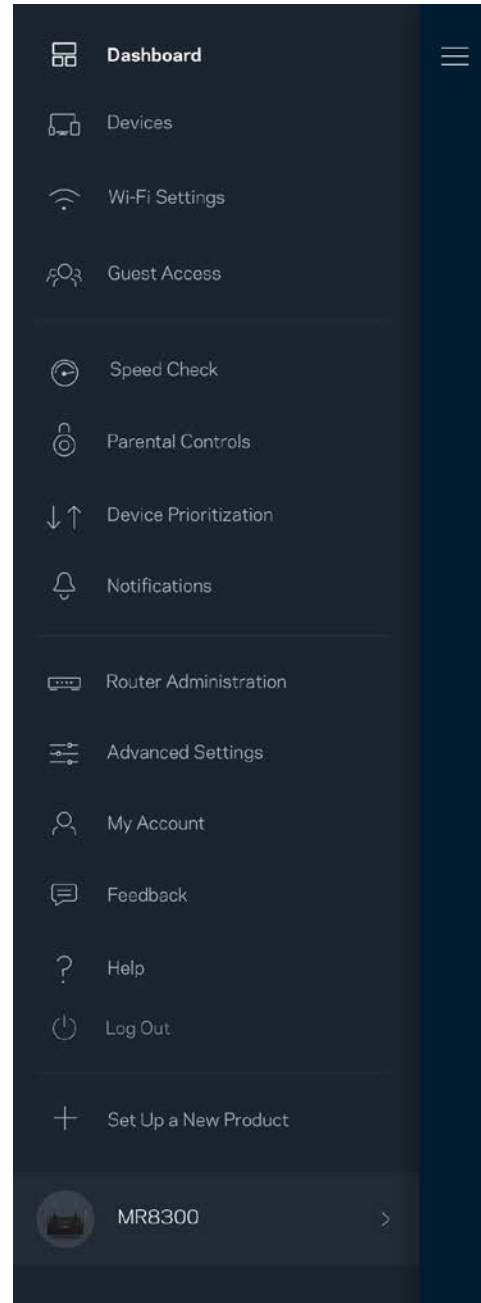 Dashboard
Devices
Wi-Fi Settings
Guest Access
Speed Check
Parental Controls
Device Prioritization
Notifications
Router Administration
Advanced Settings
My Account
Feedback
Help
Log Out
Set Up a New Product
MR8300